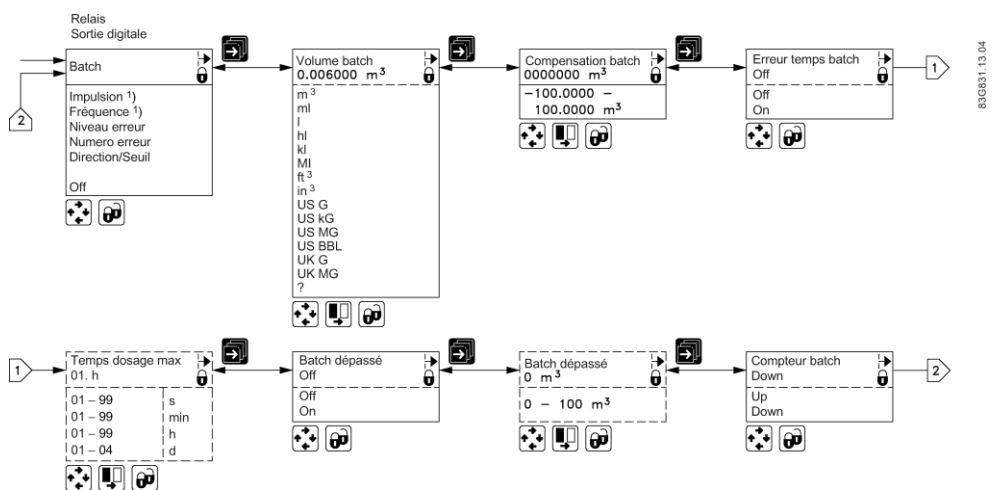 Relais
Sortie digitale
Batch
Impulsion 1)
Fréquence 1)
Niveau erreur
Numero erreur
Direction/Seuil
Off
2
Volume batch
0.006000 m³
m³
ml
l
hl
kl
Ml
ft³
in³
US G
US kG
US MG
US BBL
UK G
UK MG
?
Compensation batch
0000000 m³
−100.0000 −
100.0000 m³
Erreur temps batch
Off
Off
On
1
83G831.13.04
1
Temps dosage max
01. h
01 – 99 s
01 – 99 min
01 – 99 h
01 – 04 d
Batch dépassé
Off
Off
On
Batch dépassé
0 m³
0 − 100 m³
Compteur batch
Down
Up
Down
2